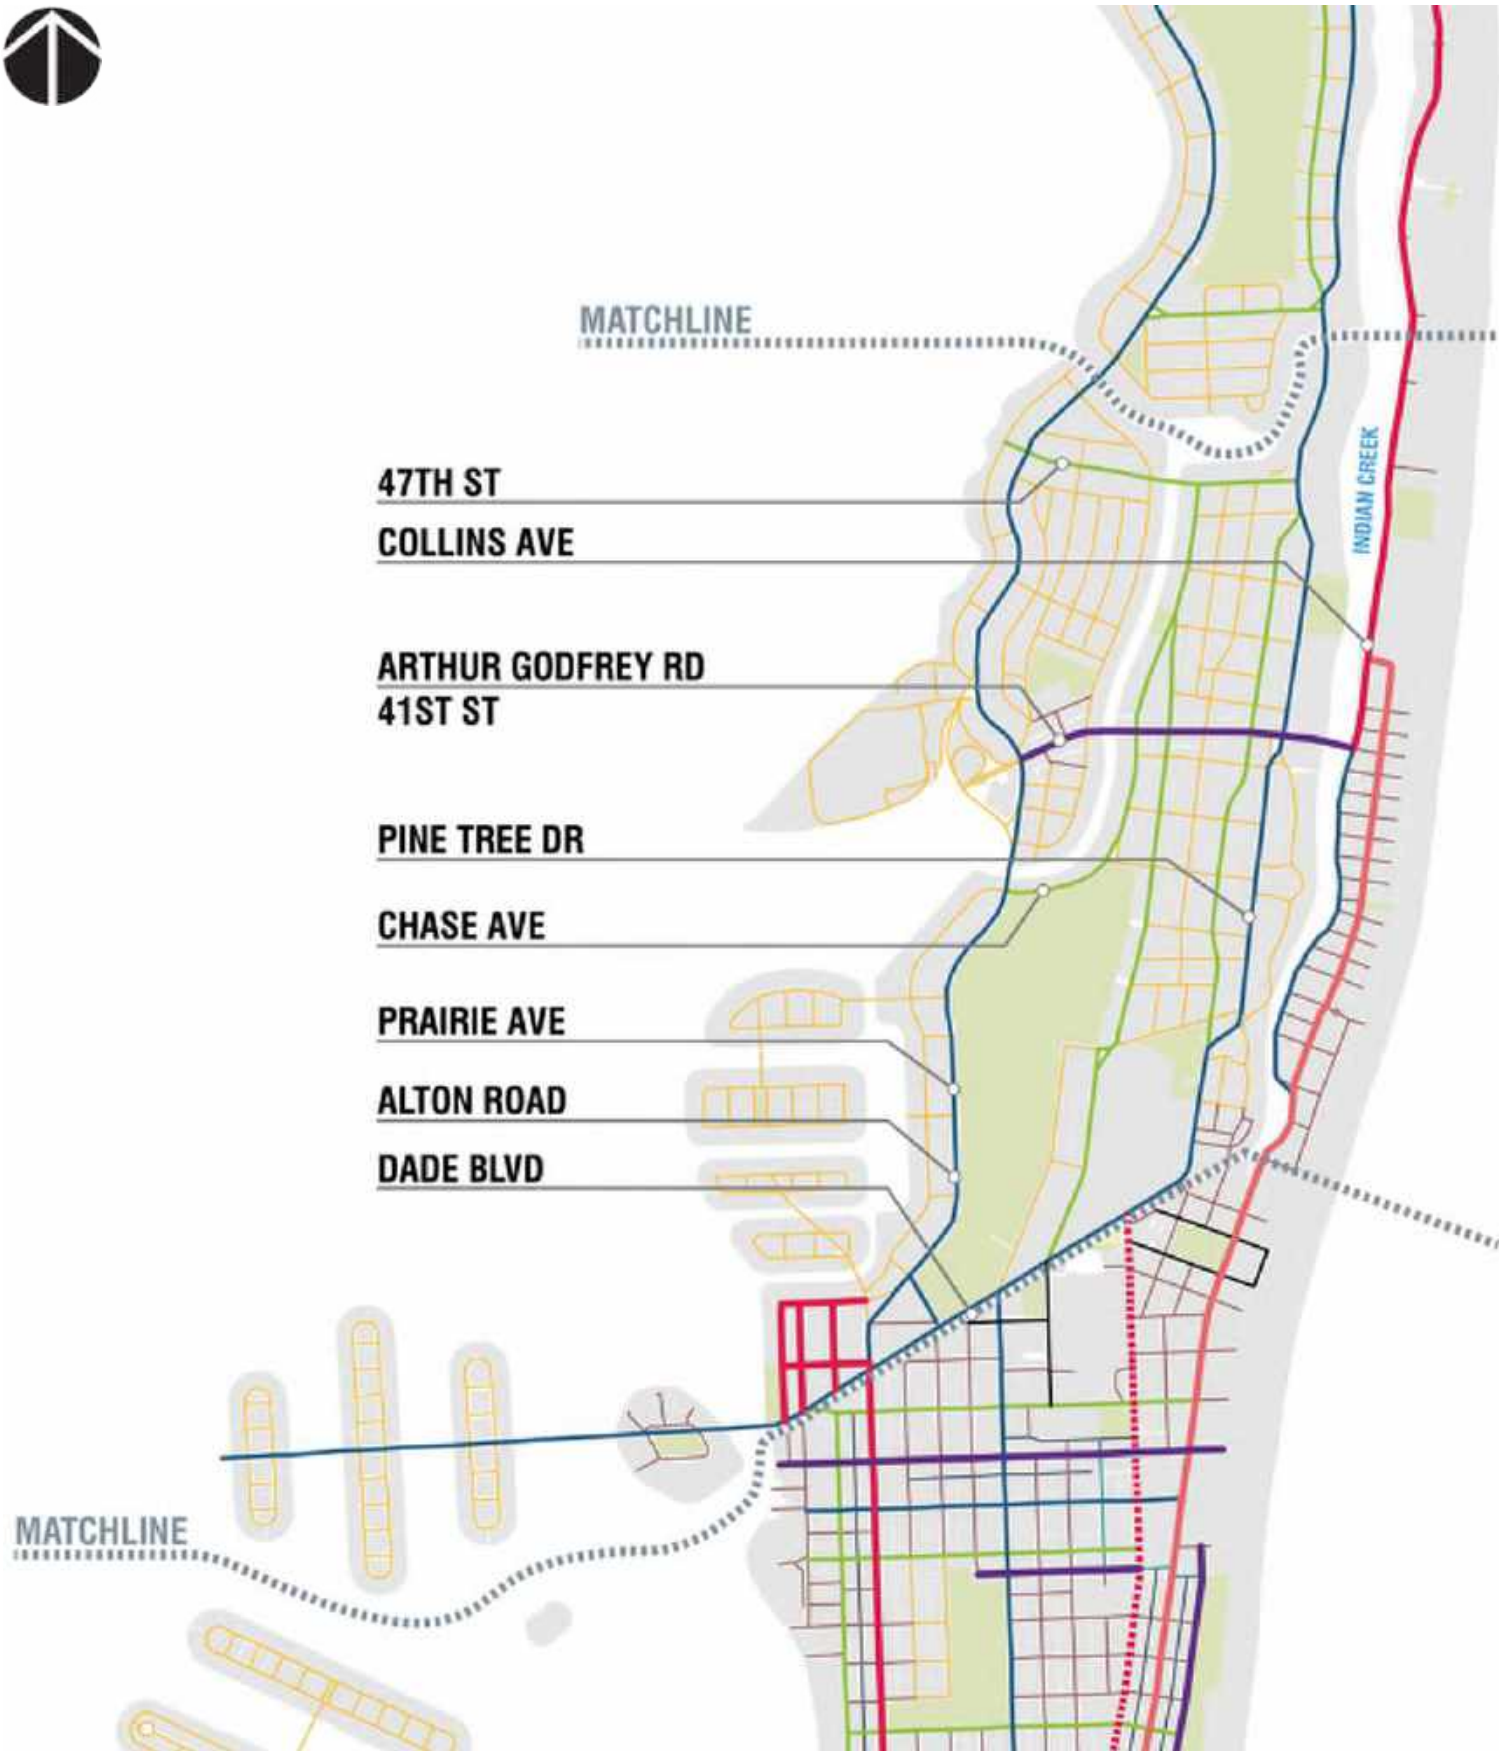 MATCHLINE
47TH ST
INDIAN CREEK
COLLINS AVE
ARTHUR GODFREY RD
41ST ST
PINE TREE DR
CHASE AVE
PRAIRIE AVE
ALTON ROAD
DADE BLVD
MATCHLINE